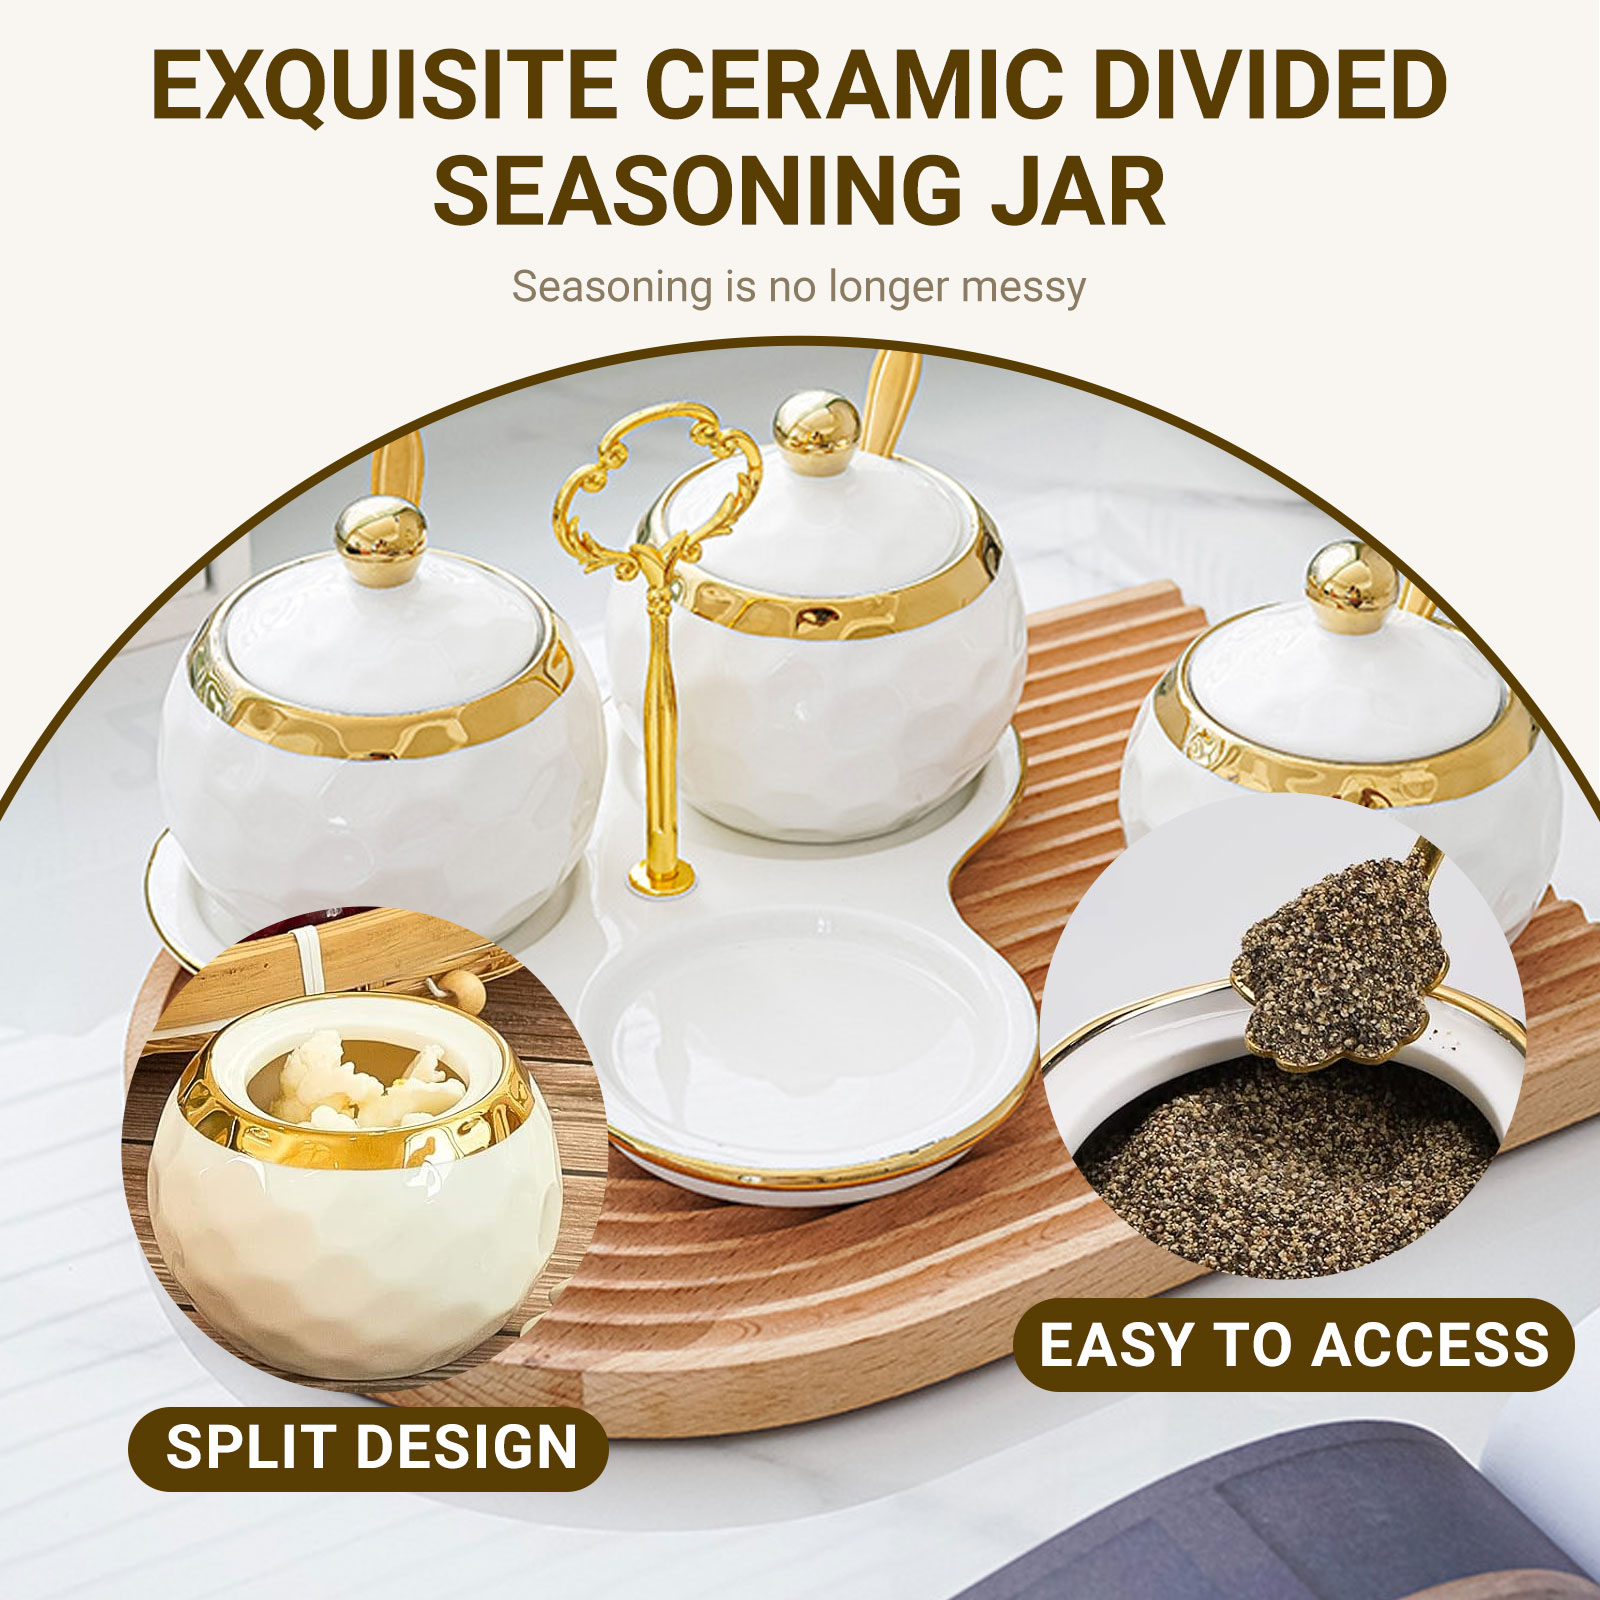 EXQUISITE CERAMIC DIVIDED
SEASONING JAR
Seasoning is no longer messy
SPLIT DESIGN
EASY TO ACCESS